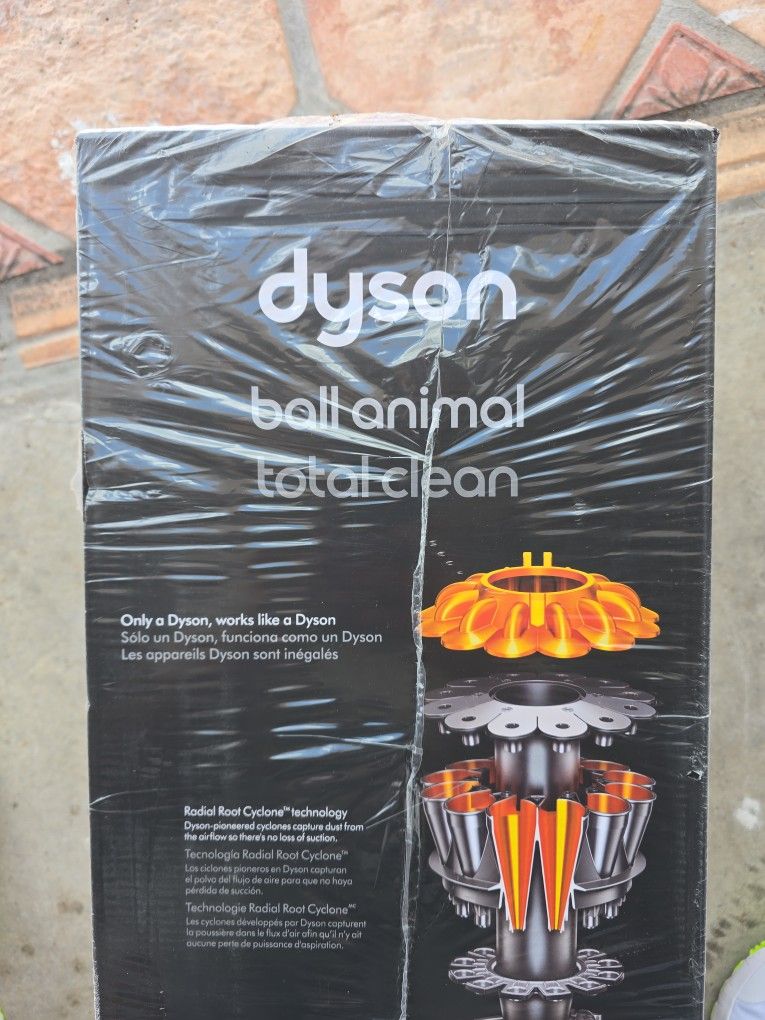 dyson
ball animal
total clean
Only a Dyson, works like a Dyson
Sólo un Dyson, funciona como un Dyson
Les appareils Dyson sont inégalés
Radial Root Cyclone™ technology
Dyson-pioneered cyclones capture dust from
the airflow so there's no loss of suction.
Tecnología Radial Root Cyclone™
Los ciclones pioneros en Dyson capturan
el polvo del flujo de aire para que no haya
pérdida de succión.
Technologie Radial Root Cyclone᛫ᴹᶜ
Les cyclones développés par Dyson capturent
la poussière dans le flux d'air afin qu'il n'y ait
aucune perte de puissance d'aspiration.